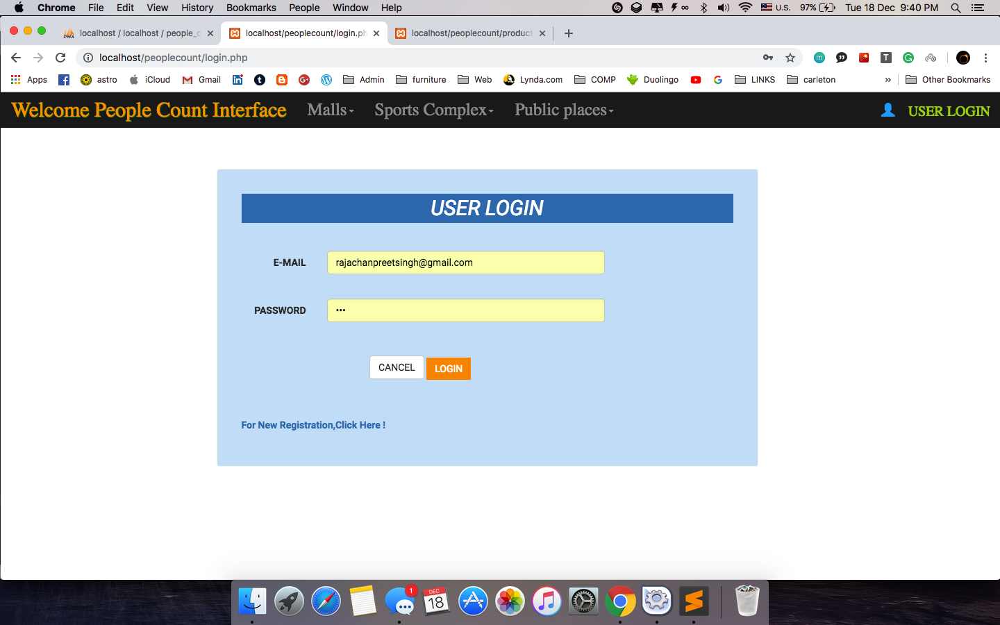 Chrome File Edit View History Bookmarks People Window Help U.S. 97% Tue 18 Dec 9:40 PM
localhost / localhost / people_c localhost/peoplecount/login.ph localhost/peoplecount/product
localhost/peoplecount/login.php
Apps astro iCloud Gmail Admin furniture Web Lynda.com COMP Duolingo LINKS carleton » Other Bookmarks
Welcome People Count Interface Malls Sports Complex Public places USER LOGIN
USER LOGIN
E-MAIL rajachanpreetsingh@gmail.com
PASSWORD •••
CANCEL LOGIN
For New Registration,Click Here !
1
DEC
18